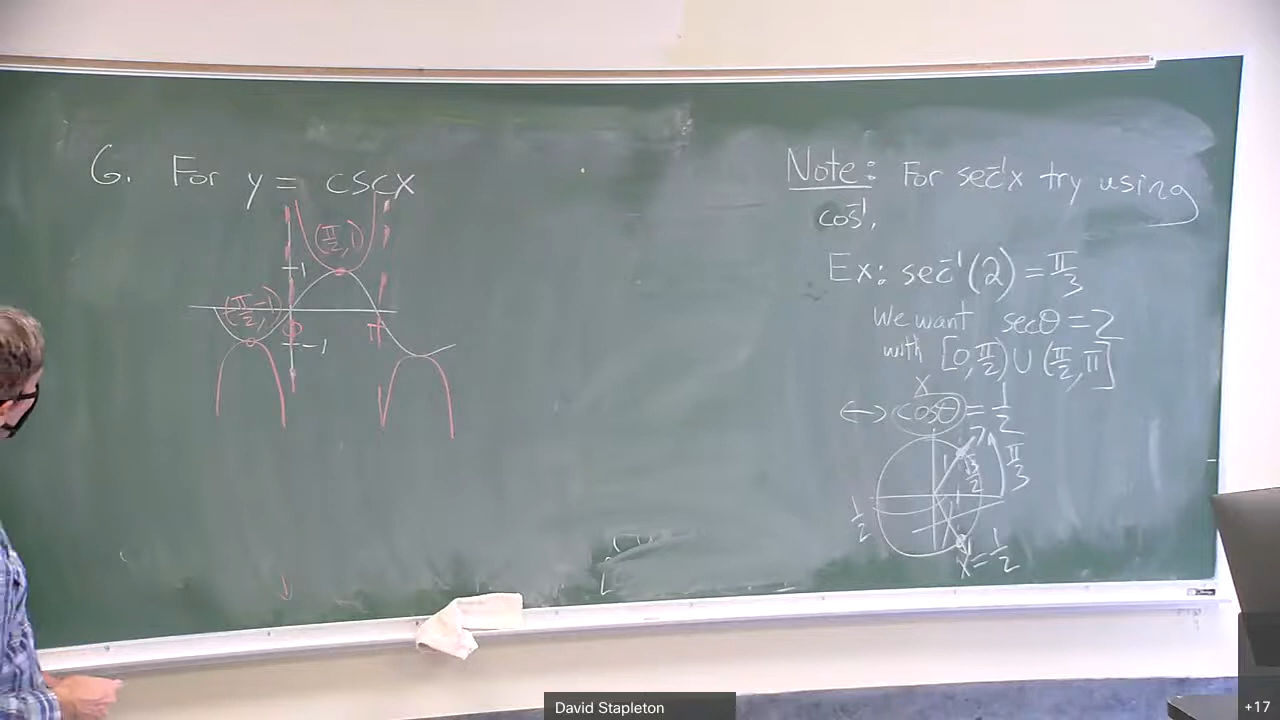 6. For y = cscx
(π/2, 1)
1
(π/2, -1)
0
π
-1
Note: For sec⁻¹x try using
cos⁻¹.
Ex: sec⁻¹(2) = π/3
We want secθ = 2
with [0, π/2) ∪ (π/2, π]
x
↔ cosθ = 1/2
π/3
1/2
x = 1/2
David Stapleton
+17